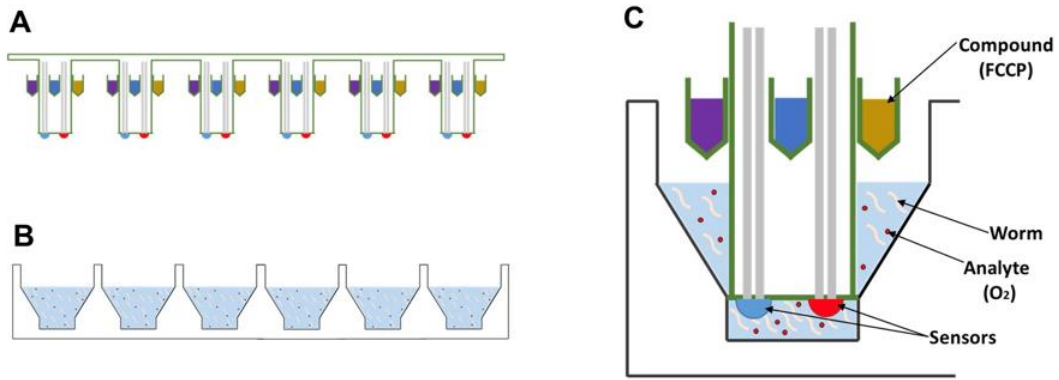 A
B
C
Compound
(FCCP)
Worm
Analyte
(O₂)
Sensors